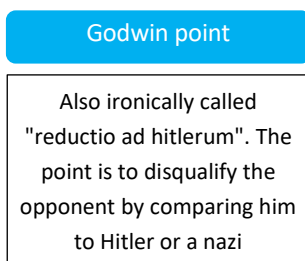 Godwin point
Also ironically called
"reductio ad hitlerum". The
point is to disqualify the
opponent by comparing him
to Hitler or a nazi